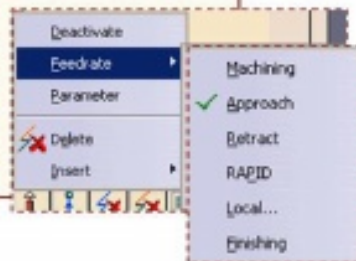 Deactivate
Feedrate
Parameter
Delete
Insert
Machining
Approach
Retract
RAPID
Local...
Finishing